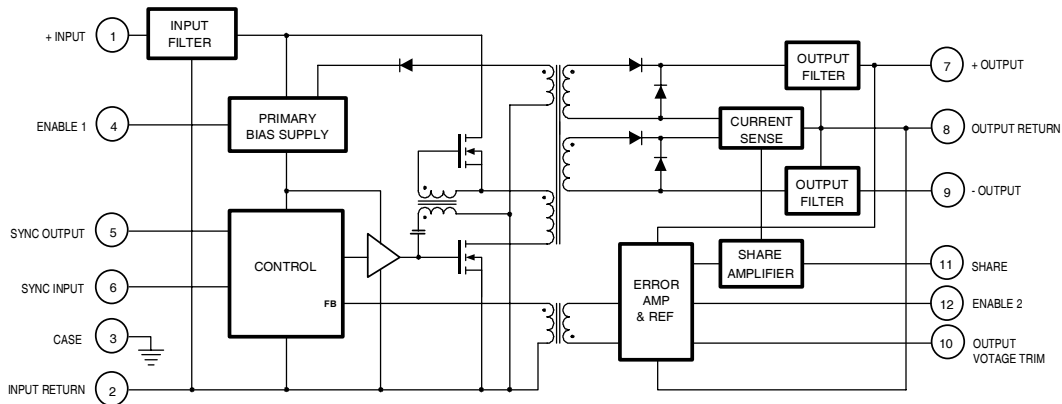 + INPUT
1
INPUT
FILTER
OUTPUT
FILTER
7
+ OUTPUT
ENABLE 1
4
PRIMARY
BIAS SUPPLY
CURRENT
SENSE
8
OUTPUT RETURN
OUTPUT
FILTER
9
- OUTPUT
SYNC OUTPUT
5
CONTROL
FB
SYNC INPUT
6
ERROR
AMP
& REF
SHARE
AMPLIFIER
11
SHARE
12
ENABLE 2
CASE
3
10
OUTPUT
VOTAGE TRIM
INPUT RETURN
2